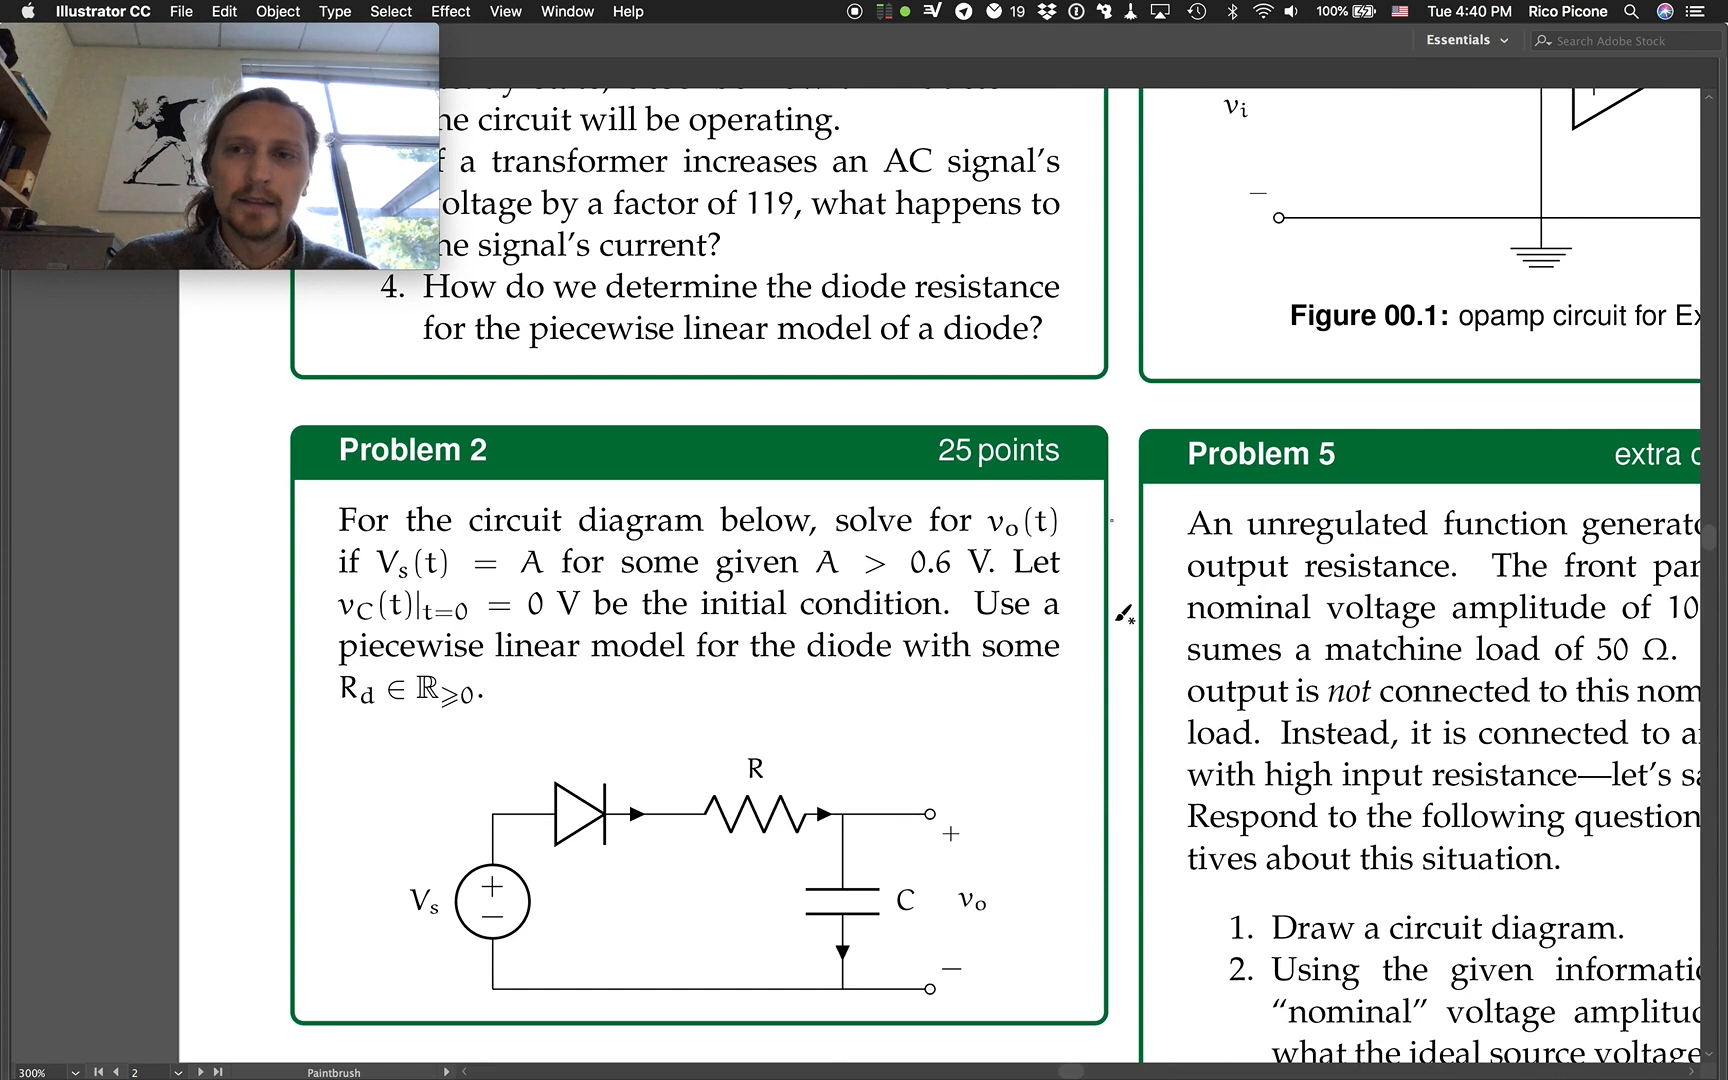 Illustrator CC File Edit Object Type Select Effect View Window Help 19 100% Tue 4:40 PM Rico Picone
Essentials Search Adobe Stock
he circuit will be operating.
f a transformer increases an AC signal's
oltage by a factor of 119, what happens to
he signal's current?
4. How do we determine the diode resistance
for the piecewise linear model of a diode?
vi
−
Figure 00.1: opamp circuit for Ex
Problem 2 25 points
For the circuit diagram below, solve for vo(t)
if Vs(t) = A for some given A > 0.6 V. Let
vC(t)|t=0 = 0 V be the initial condition. Use a
piecewise linear model for the diode with some
Rd ∈ ℝ⩾0.
R
+
Vs
+
−
C
vo
−
Problem 5 extra c
An unregulated function generato
output resistance. The front par
nominal voltage amplitude of 10
sumes a matchine load of 50 Ω.
output is not connected to this nom
load. Instead, it is connected to a
with high input resistance—let's sa
Respond to the following question
tives about this situation.
1. Draw a circuit diagram.
2. Using the given informatio
"nominal" voltage amplitud
what the ideal source voltage
300% 2 Paintbrush